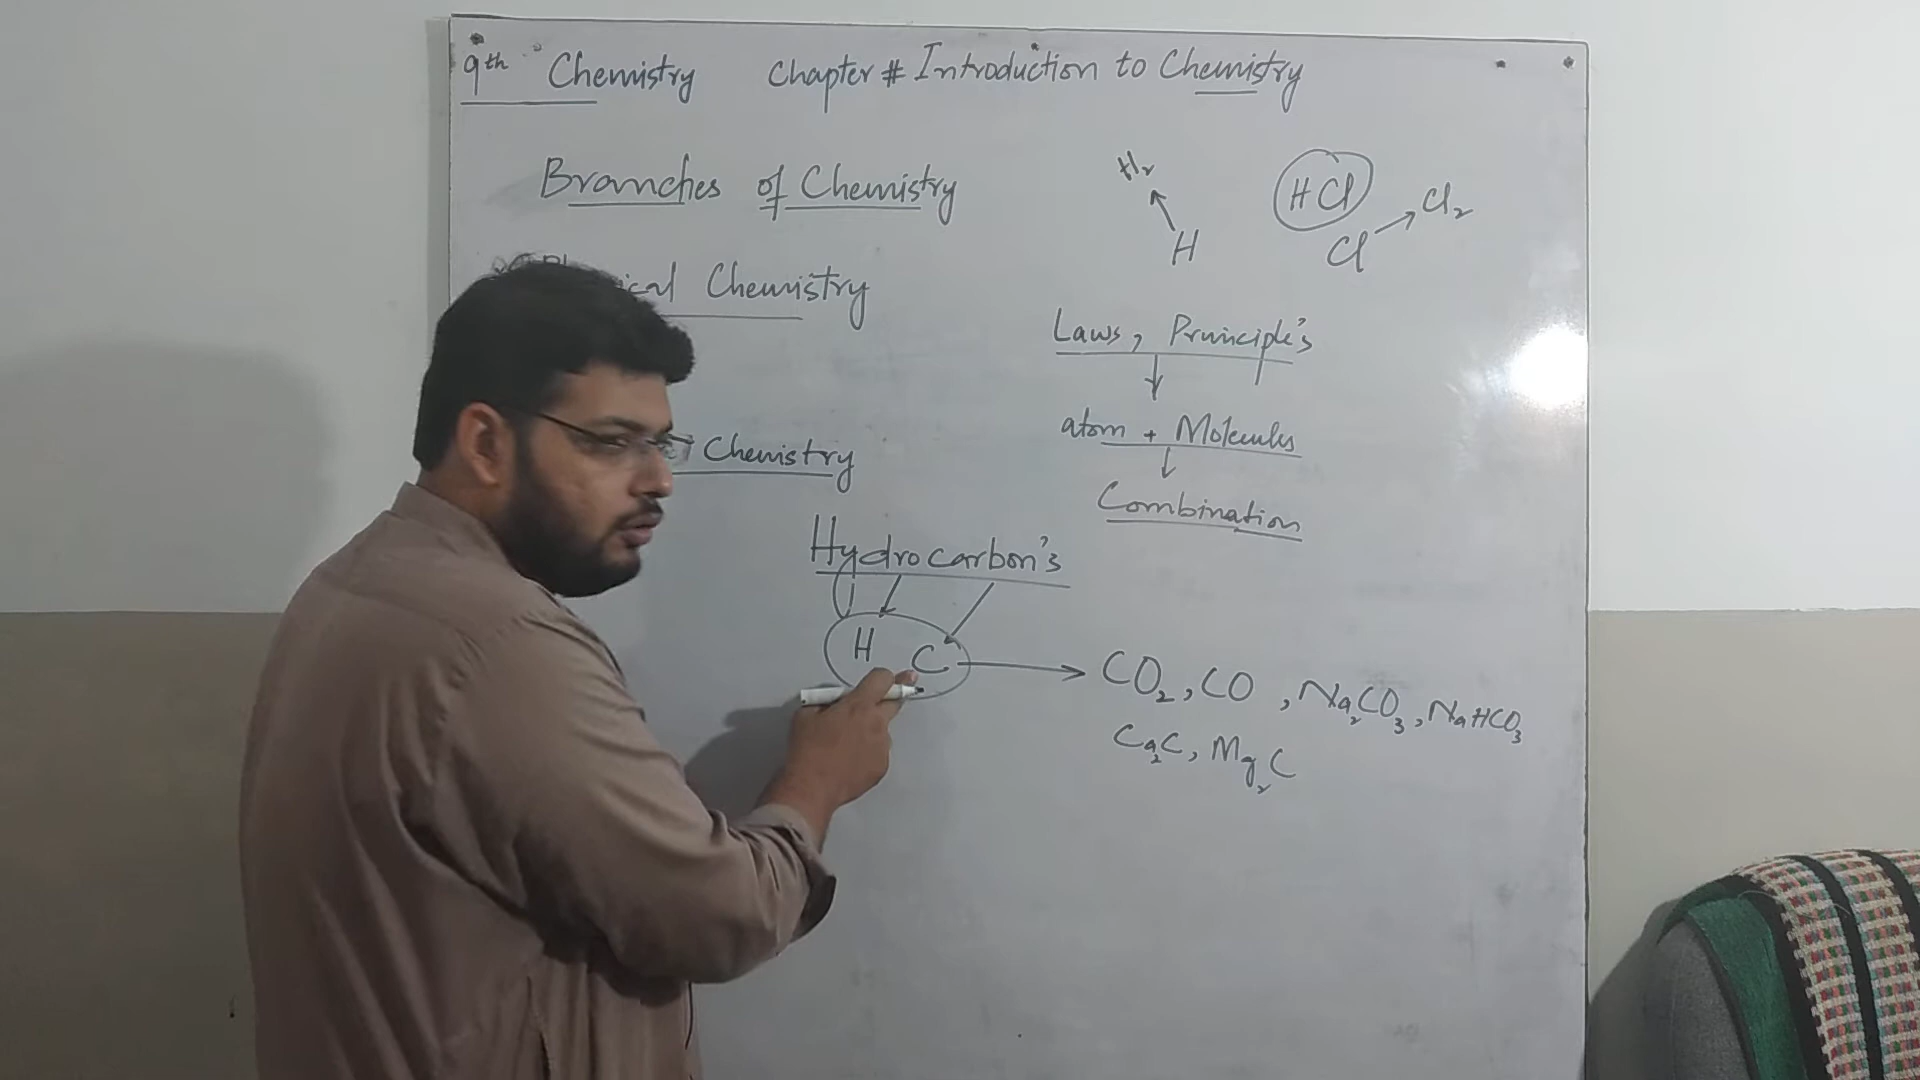 9th Chemistry Chapter # Introduction to Chemistry
Branches of Chemistry
H2
HCl
Cl2
H
Cl
Chemistry
Laws, Principle's
atom + Molecules
Chemistry
Combination
Hydrocarbon's
H C
CO2, CO, Na2CO3, NaHCO3
Ca2C, Mg2C